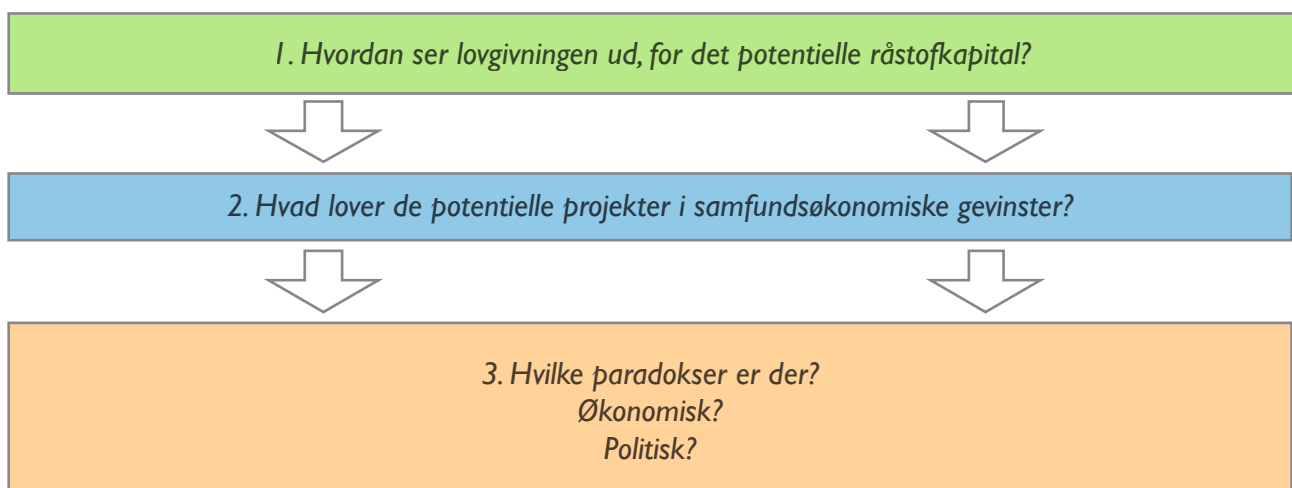 1. Hvordan ser lovgivningen ud, for det potentielle råstofkapital?
2. Hvad lover de potentielle projekter i samfundsøkonomiske gevinster?
3. Hvilke paradokser er der?
Økonomisk?
Politisk?